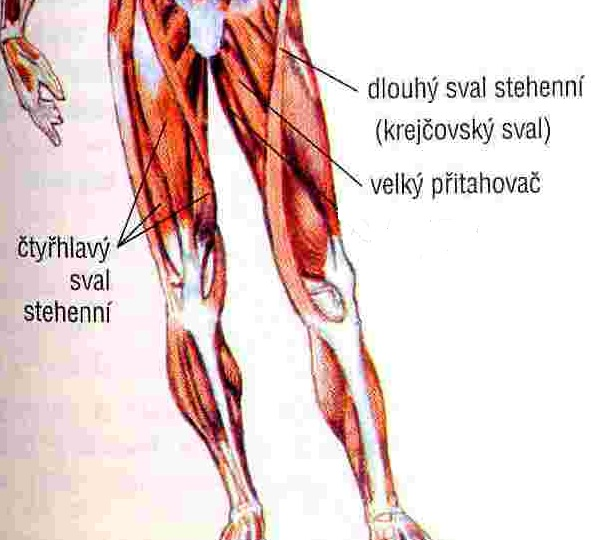 dlouhý sval stehenní
(krejčovský sval)
velký přitahovač
čtyřhlavý
sval
stehenní